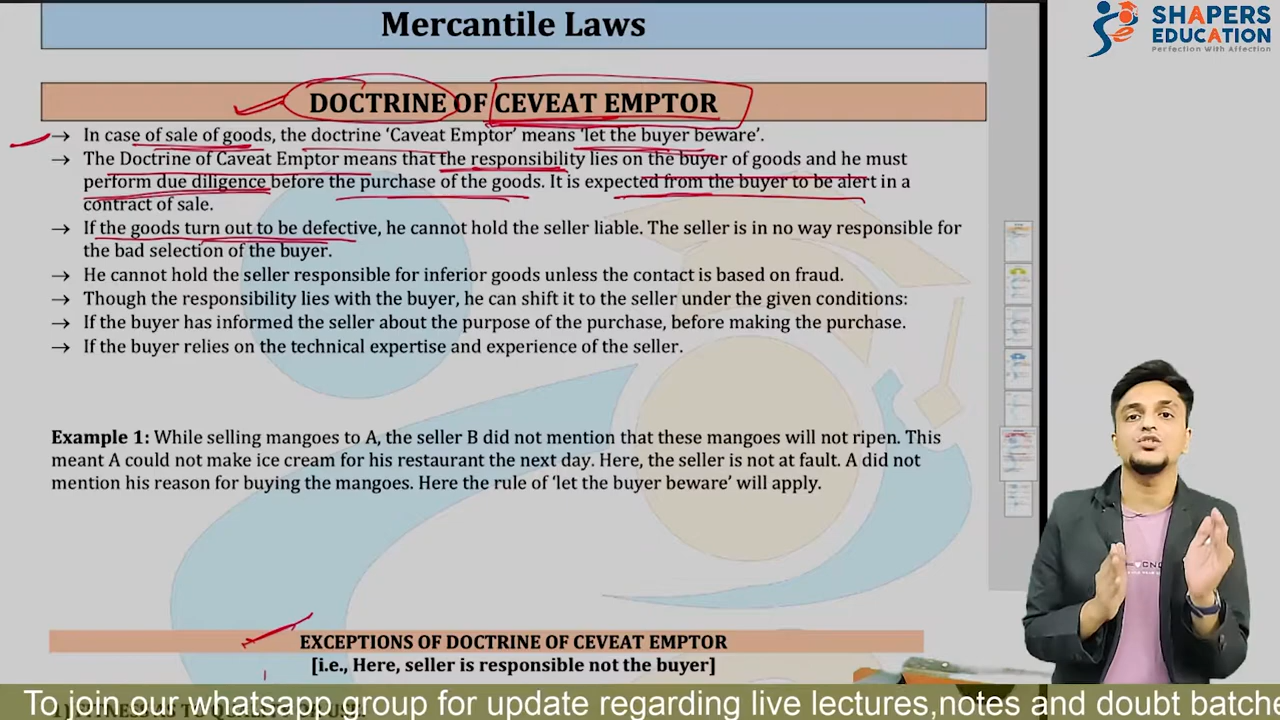 Mercantile Laws
SHAPERS
EDUCATION
Perfection With Affection
DOCTRINE OF CEVEAT EMPTOR
→ In case of sale of goods, the doctrine ‘Caveat Emptor’ means ‘let the buyer beware’.
→ The Doctrine of Caveat Emptor means that the responsibility lies on the buyer of goods and he must
perform due diligence before the purchase of the goods. It is expected from the buyer to be alert in a
contract of sale.
→ If the goods turn out to be defective, he cannot hold the seller liable. The seller is in no way responsible for
the bad selection of the buyer.
→ He cannot hold the seller responsible for inferior goods unless the contact is based on fraud.
→ Though the responsibility lies with the buyer, he can shift it to the seller under the given conditions:
→ If the buyer has informed the seller about the purpose of the purchase, before making the purchase.
→ If the buyer relies on the technical expertise and experience of the seller.
Example 1: While selling mangoes to A, the seller B did not mention that these mangoes will not ripen. This
meant A could not make ice cream for his restaurant the next day. Here, the seller is not at fault. A did not
mention his reason for buying the mangoes. Here the rule of ‘let the buyer beware’ will apply.
EXCEPTIONS OF DOCTRINE OF CEVEAT EMPTOR
[i.e., Here, seller is responsible not the buyer]
To join our whatsapp group for update regarding live lectures,notes and doubt batche